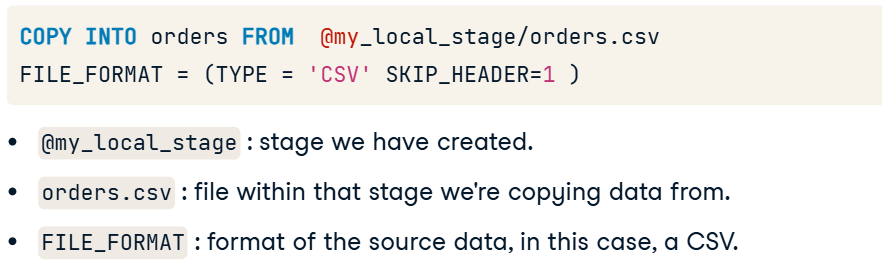 COPY INTO orders FROM  @my_local_stage/orders.csv
FILE_FORMAT = (TYPE = 'CSV' SKIP_HEADER=1 )
• @my_local_stage : stage we have created.
• orders.csv : file within that stage we're copying data from.
• FILE_FORMAT : format of the source data, in this case, a CSV.